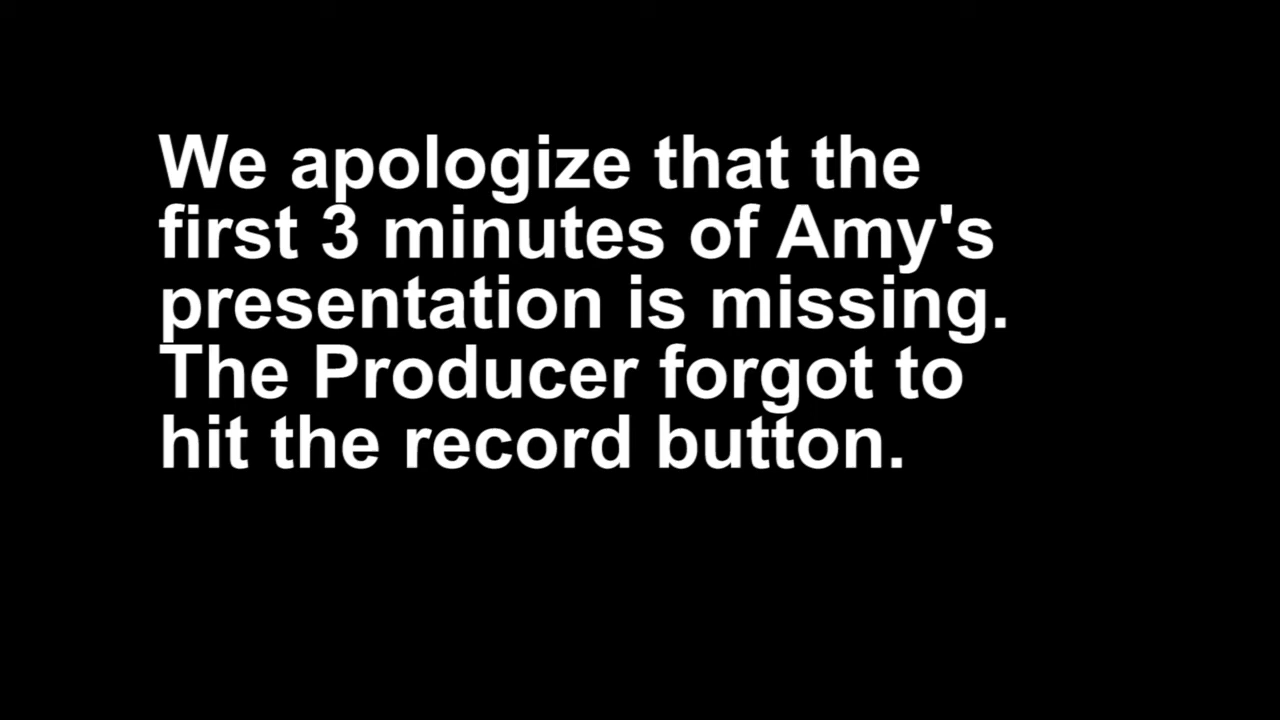 We apologize that the
first 3 minutes of Amy's
presentation is missing.
The Producer forgot to
hit the record button.